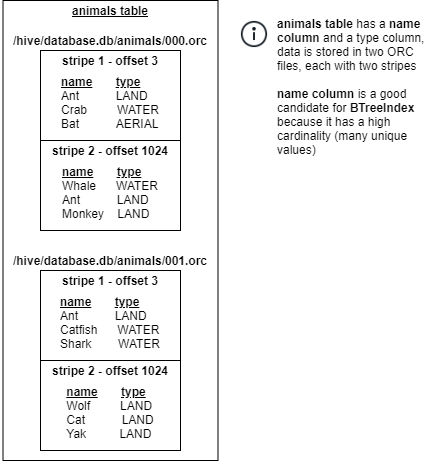 animals table
/hive/database.db/animals/000.orc
stripe 1 - offset 3
name type
Ant LAND
Crab WATER
Bat AERIAL
stripe 2 - offset 1024
name type
Whale WATER
Ant LAND
Monkey LAND
/hive/database.db/animals/001.orc
stripe 1 - offset 3
name type
Ant LAND
Catfish WATER
Shark WATER
stripe 2 - offset 1024
name type
Wolf LAND
Cat LAND
Yak LAND
i
animals table has a name
column and a type column,
data is stored in two ORC
files, each with two stripes
name column is a good
candidate for BTreeIndex
because it has a high
cardinality (many unique
values)